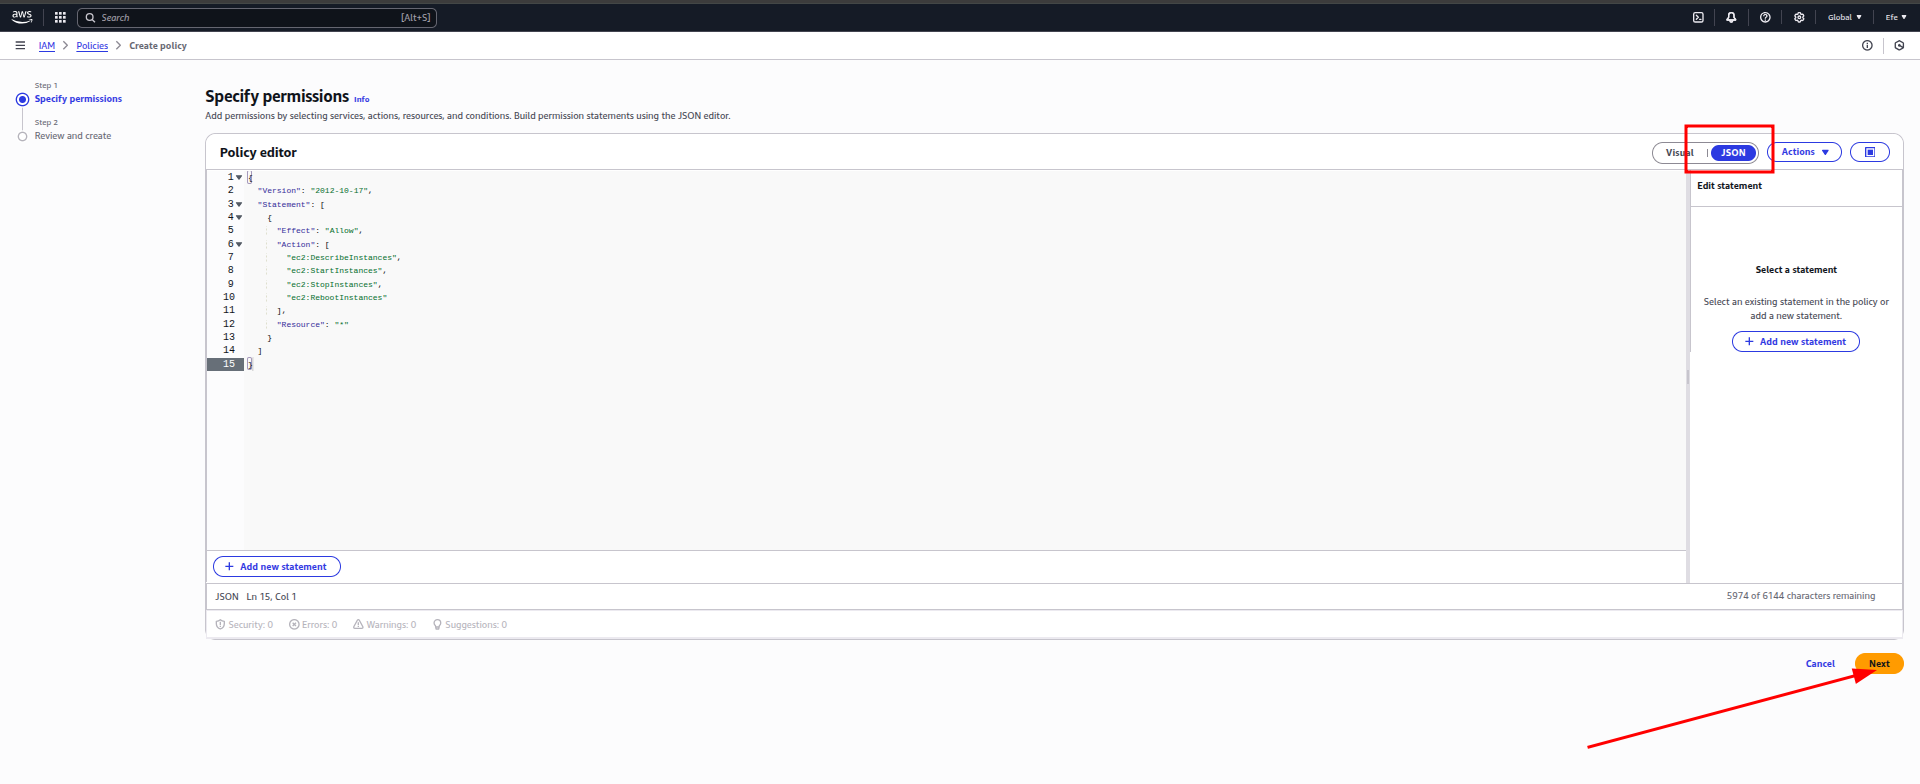 aws
Search [Alt+S]
Global Efe
IAM Policies Create policy
Step 1
Specify permissions
Step 2
Review and create
Specify permissions Info
Add permissions by selecting services, actions, resources, and conditions. Build permission statements using the JSON editor.
Policy editor
Visual JSON Actions
1 {
2 "Version": "2012-10-17",
3 "Statement": [
4 {
5 "Effect": "Allow",
6 "Action": [
7 "ec2:DescribeInstances",
8 "ec2:StartInstances",
9 "ec2:StopInstances",
10 "ec2:RebootInstances"
11 ],
12 "Resource": "*"
13 }
14 ]
15 }
Edit statement
Select a statement
Select an existing statement in the policy or
add a new statement.
+ Add new statement
+ Add new statement
JSON Ln 15, Col 1
5974 of 6144 characters remaining
Security: 0 Errors: 0 Warnings: 0 Suggestions: 0
Cancel Next